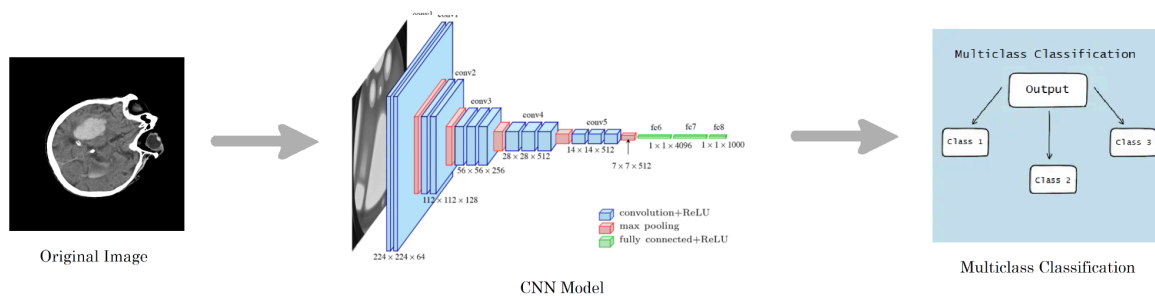 Original Image
conv1
conv2
conv3
conv4
conv5
fc6
fc7
fc8
224 × 224 × 64
112 × 112 × 128
56 × 56 × 256
28 × 28 × 512
14 × 14 × 512
7 × 7 × 512
1 × 1 × 4096
1 × 1 × 1000
convolution+ReLU
max pooling
fully connected+ReLU
CNN Model
Multiclass Classification
Output
Class 1
Class 2
Class 3
Multiclass Classification